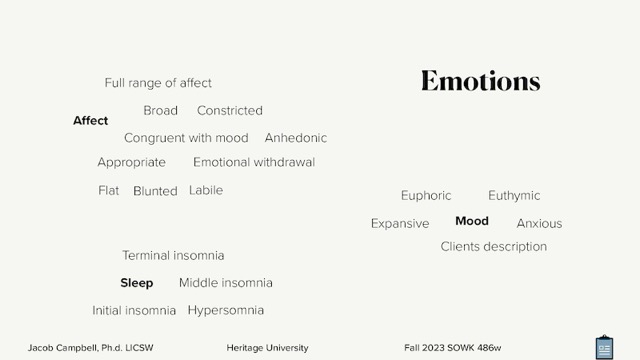 Emotions
Full range of affect
Broad Constricted
Affect
Congruent with mood Anhedonic
Appropriate Emotional withdrawal
Flat Blunted Labile
Euphoric Euthymic
Expansive Mood Anxious
Clients description
Terminal insomnia
Sleep Middle insomnia
Initial insomnia Hypersomnia
Jacob Campbell, Ph.d. LICSW Heritage University Fall 2023 SOWK 486w